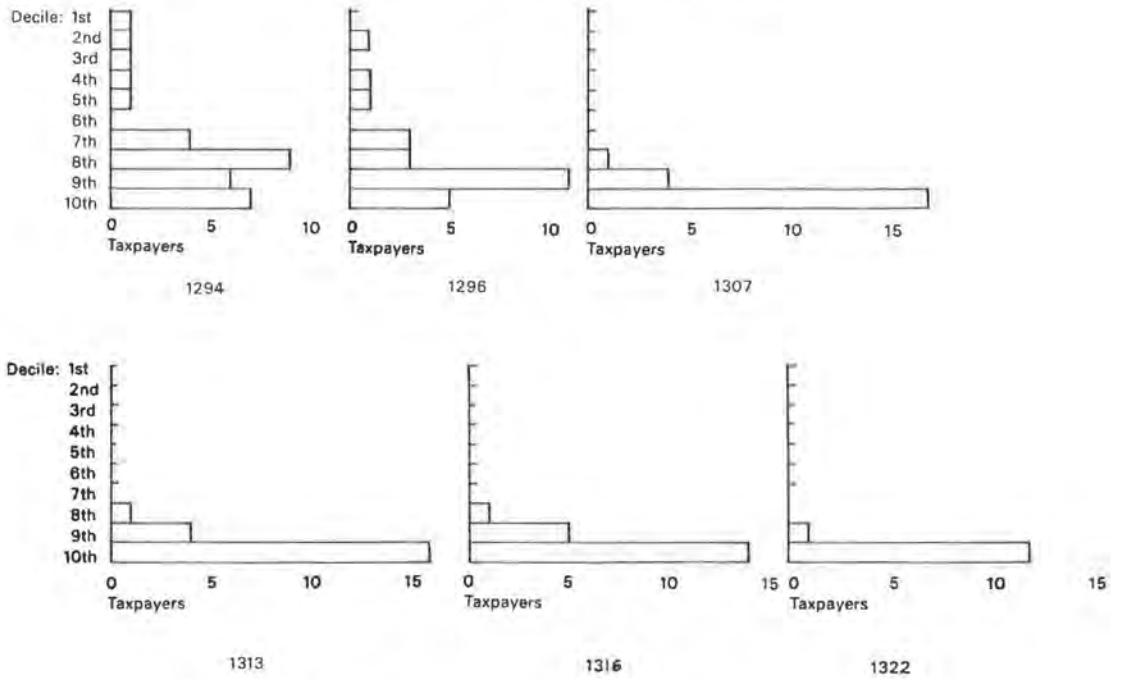 Decile: 1st
2nd
3rd
4th
5th
6th
7th
8th
9th
10th
0 5 10
Taxpayers
1294
0 5 10
Taxpayers
1296
0 5 10 15
Taxpayers
1307
Decile: 1st
2nd
3rd
4th
5th
6th
7th
8th
9th
10th
0 5 10 15
Taxpayers
1313
0 5 10 15
Taxpayers
1316
0 5 10 15
Taxpayers
1322